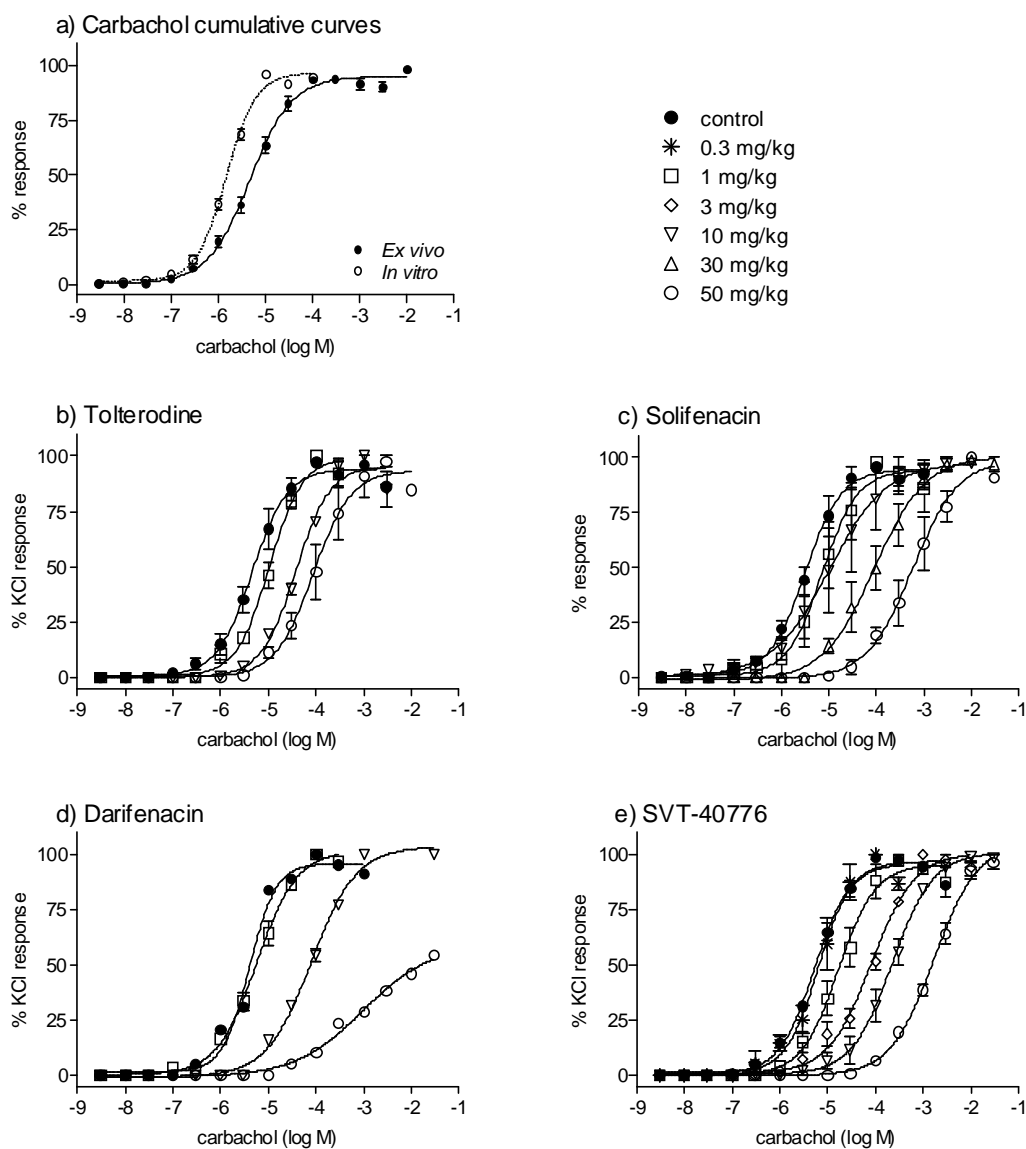 a) Carbachol cumulative curves
100
75
50
25
0
% response
Ex vivo
In vitro
-9 -8 -7 -6 -5 -4 -3 -2 -1
carbachol (log M)
control
0.3 mg/kg
1 mg/kg
3 mg/kg
10 mg/kg
30 mg/kg
50 mg/kg
b) Tolterodine
100
75
50
25
0
% KCl response
-9 -8 -7 -6 -5 -4 -3 -2 -1
carbachol (log M)
c) Solifenacin
100
75
50
25
0
% response
-9 -8 -7 -6 -5 -4 -3 -2 -1
carbachol (log M)
d) Darifenacin
100
75
50
25
0
% KCl response
-9 -8 -7 -6 -5 -4 -3 -2 -1
carbachol (log M)
e) SVT-40776
100
75
50
25
0
% KCl response
-9 -8 -7 -6 -5 -4 -3 -2 -1
carbachol (log M)